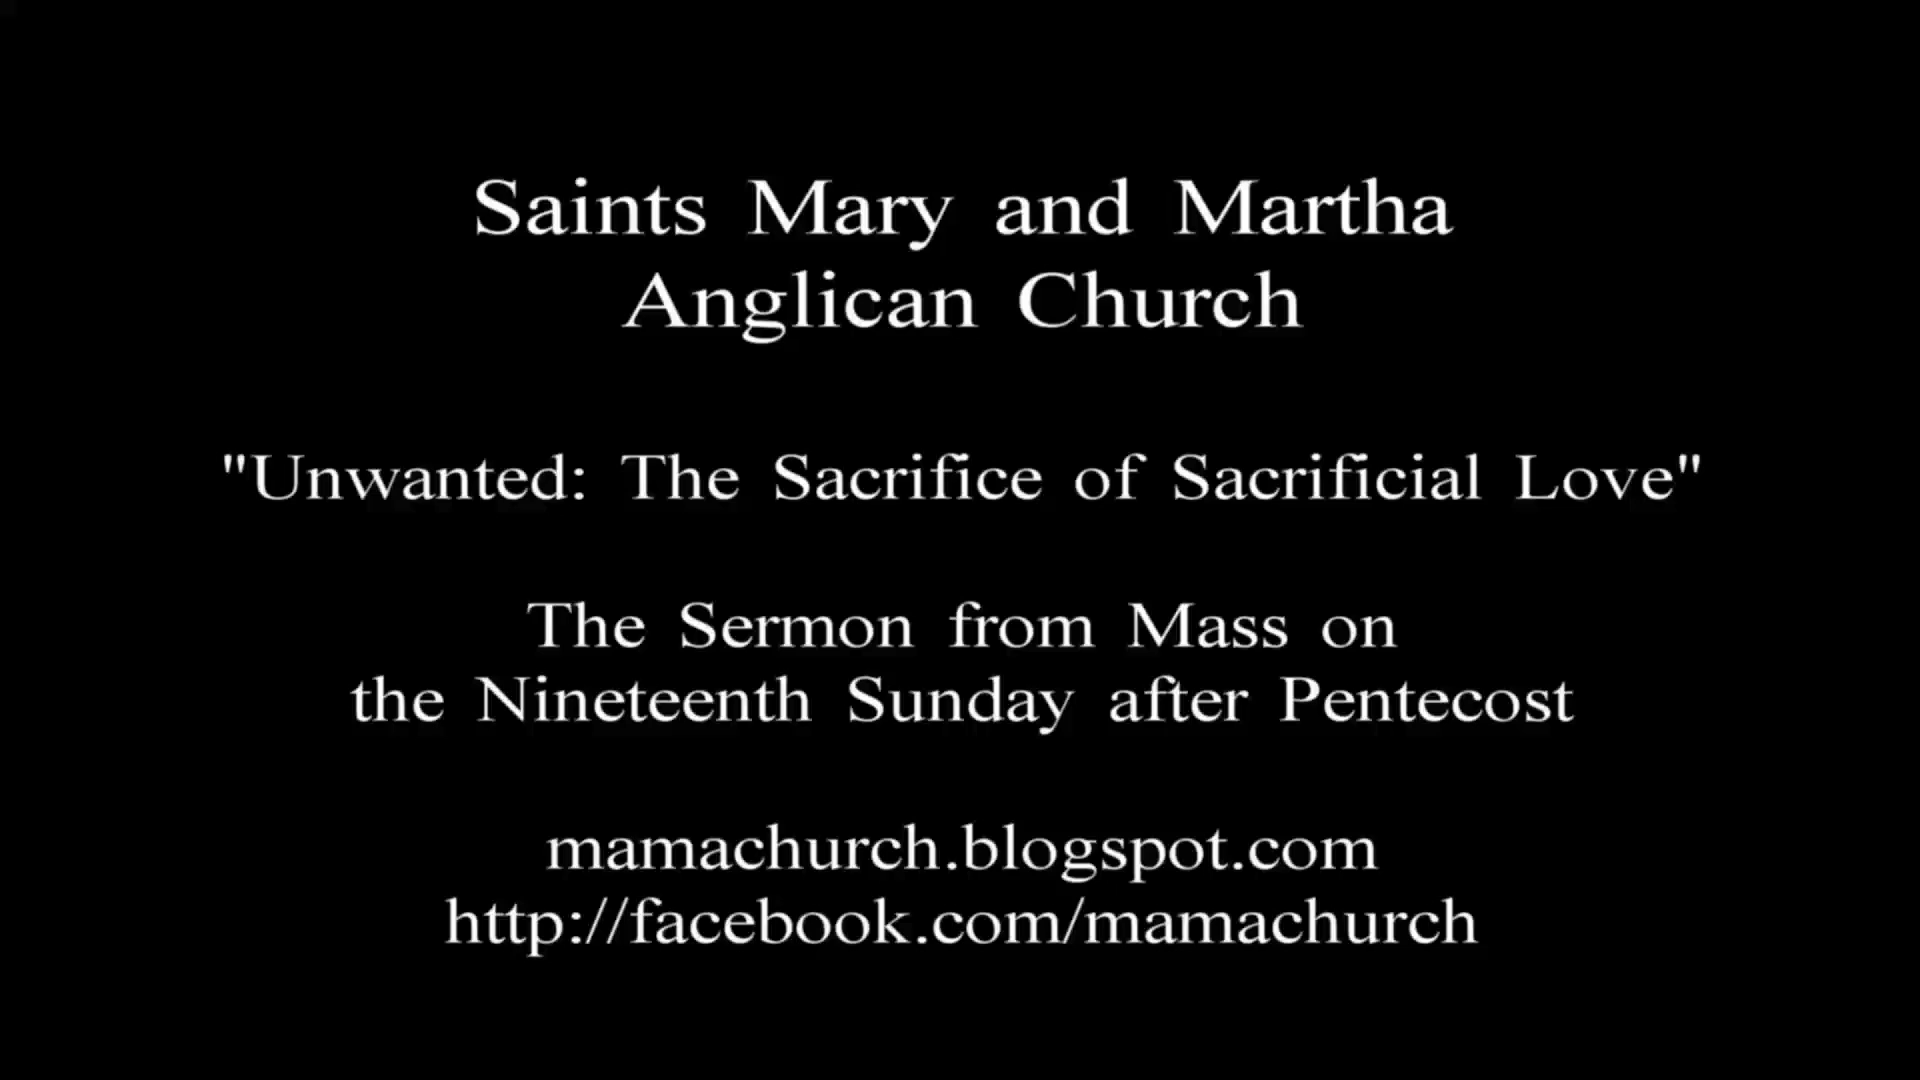 Saints Mary and Martha
Anglican Church
"Unwanted: The Sacrifice of Sacrificial Love"
The Sermon from Mass on
the Nineteenth Sunday after Pentecost
mamachurch.blogspot.com
http://facebook.com/mamachurch